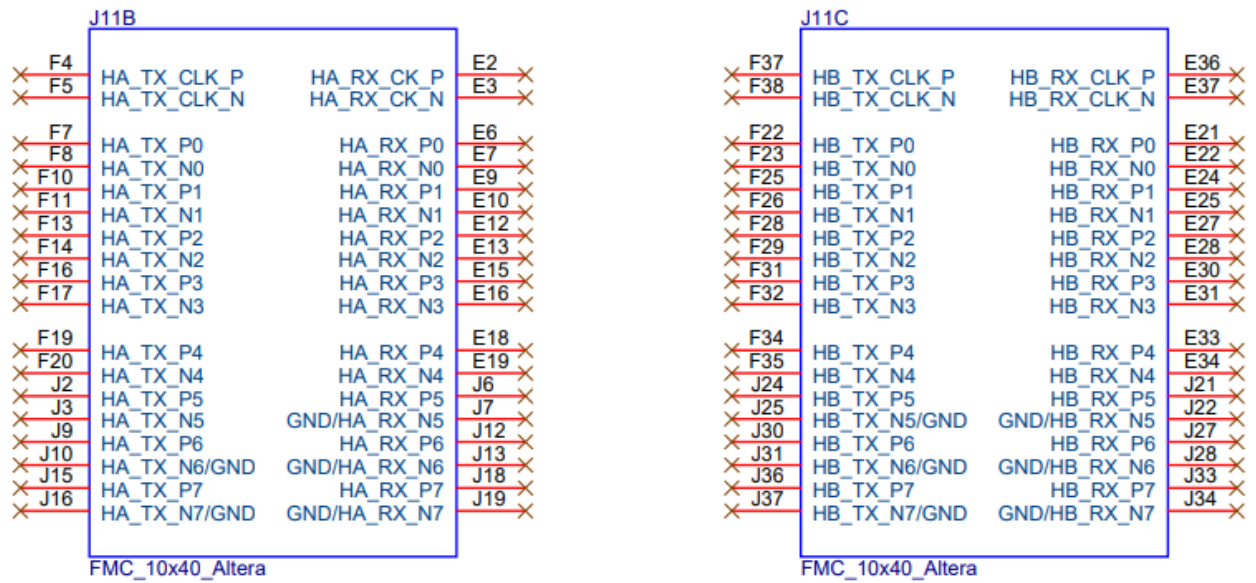 J11B
F4 HA_TX_CLK_P HA_RX_CK_P E2
F5 HA_TX_CLK_N HA_RX_CK_N E3
F7 HA_TX_P0 HA_RX_P0 E6
F8 HA_TX_N0 HA_RX_N0 E7
F10 HA_TX_P1 HA_RX_P1 E9
F11 HA_TX_N1 HA_RX_N1 E10
F13 HA_TX_P2 HA_RX_P2 E12
F14 HA_TX_N2 HA_RX_N2 E13
F16 HA_TX_P3 HA_RX_P3 E15
F17 HA_TX_N3 HA_RX_N3 E16
F19 HA_TX_P4 HA_RX_P4 E18
F20 HA_TX_N4 HA_RX_N4 E19
J2 HA_TX_P5 HA_RX_P5 J6
J3 HA_TX_N5 GND/HA_RX_N5 J7
J9 HA_TX_P6 HA_RX_P6 J12
J10 HA_TX_N6/GND GND/HA_RX_N6 J13
J15 HA_TX_P7 HA_RX_P7 J18
J16 HA_TX_N7/GND GND/HA_RX_N7 J19
FMC_10x40_Altera
J11C
F37 HB_TX_CLK_P HB_RX_CLK_P E36
F38 HB_TX_CLK_N HB_RX_CLK_N E37
F22 HB_TX_P0 HB_RX_P0 E21
F23 HB_TX_N0 HB_RX_N0 E22
F25 HB_TX_P1 HB_RX_P1 E24
F26 HB_TX_N1 HB_RX_N1 E25
F28 HB_TX_P2 HB_RX_P2 E27
F29 HB_TX_N2 HB_RX_N2 E28
F31 HB_TX_P3 HB_RX_P3 E30
F32 HB_TX_N3 HB_RX_N3 E31
F34 HB_TX_P4 HB_RX_P4 E33
F35 HB_TX_N4 HB_RX_N4 E34
J24 HB_TX_P5 HB_RX_P5 J21
J25 HB_TX_N5/GND GND/HB_RX_N5 J22
J30 HB_TX_P6 HB_RX_P6 J27
J31 HB_TX_N6/GND GND/HB_RX_N6 J28
J36 HB_TX_P7 HB_RX_P7 J33
J37 HB_TX_N7/GND GND/HB_RX_N7 J34
FMC_10x40_Altera